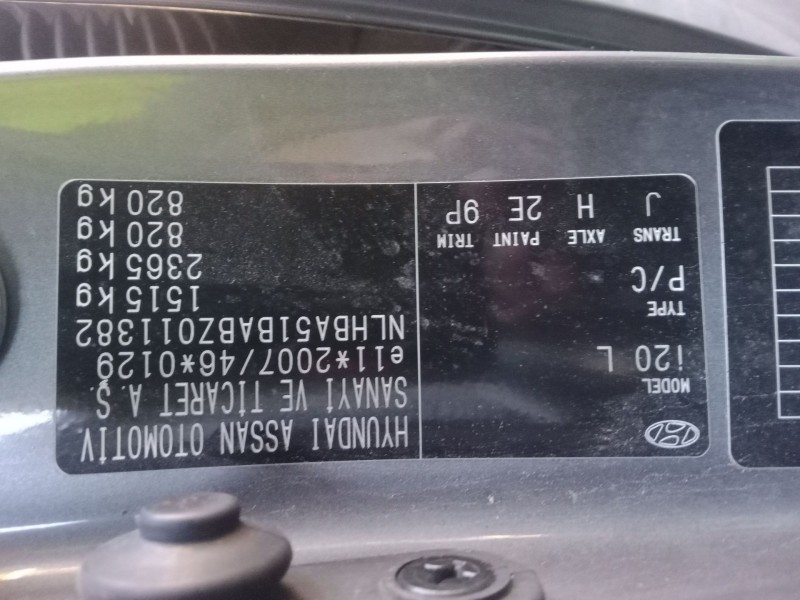 MODEL
i20 L
TYPE
P/C
TRANS AXLE PAINT TRIM
J H 2E 9P
HYUNDAI ASSAN OTOMOTİV
SANAYİ VE TİCARET A.Ş.
e11*2007/46*0129
NLHBA51BABZ011382
1515 kg
2365 kg
820 kg
820 kg